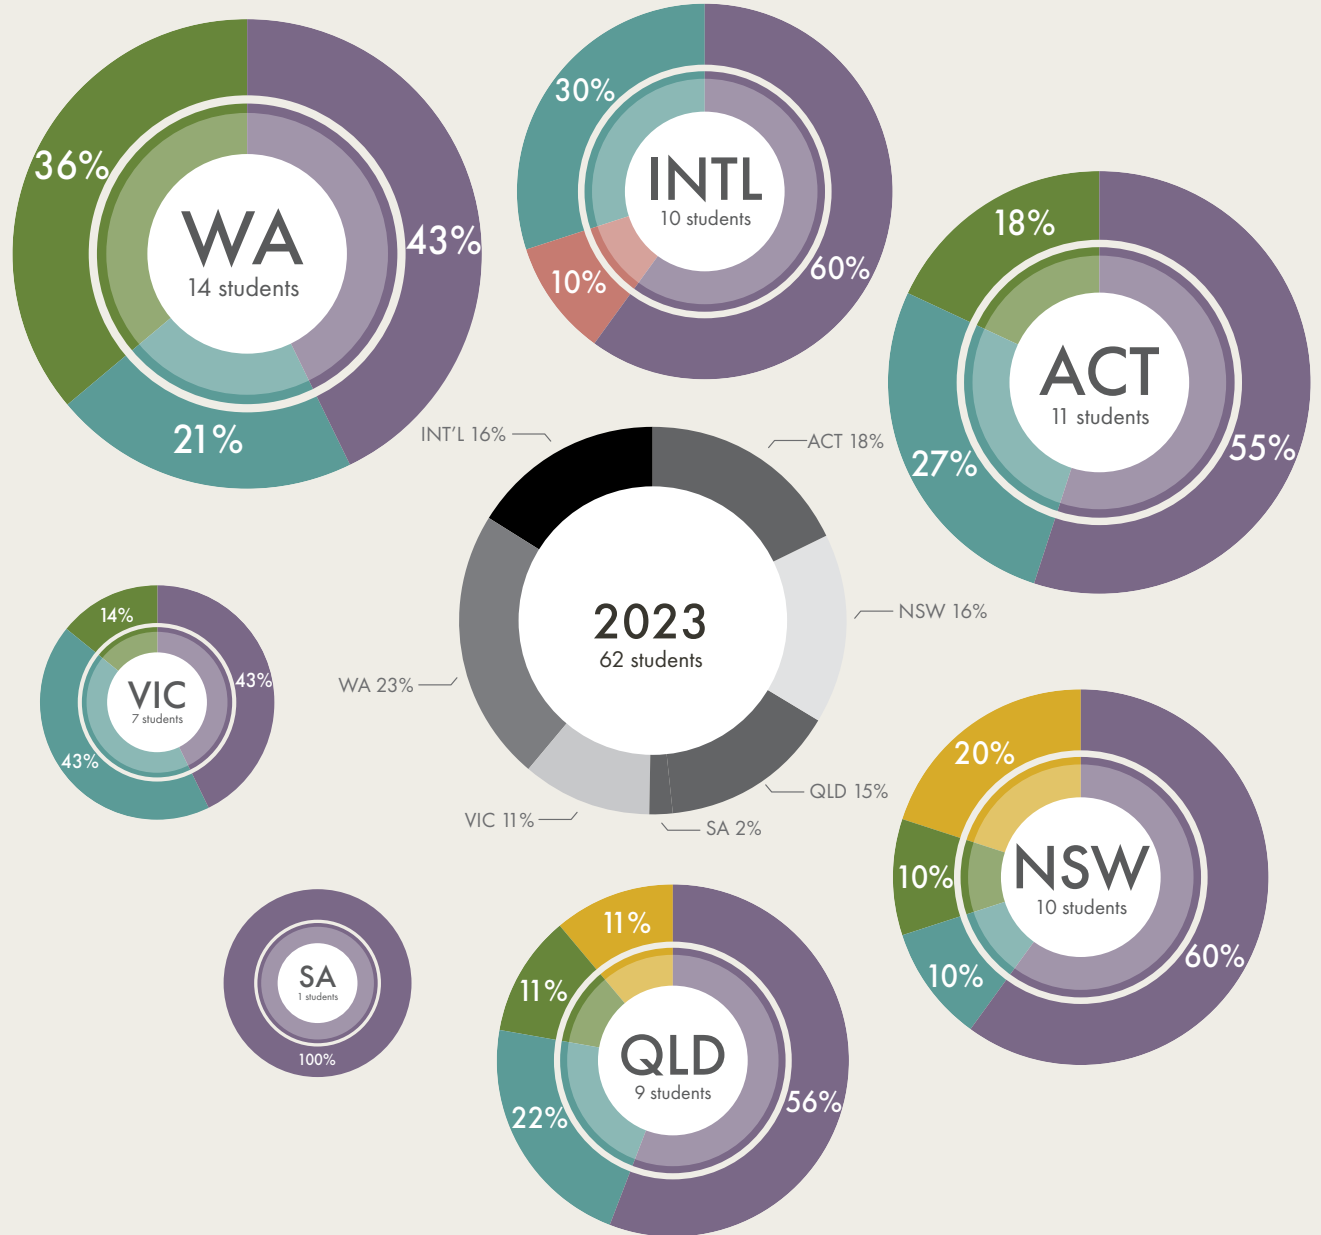 WA
14 students
36%
43%
21%
INTL
10 students
30%
10%
60%
ACT
11 students
18%
27%
55%
2023
62 students
INT'L 16%
ACT 18%
NSW 16%
QLD 15%
SA 2%
VIC 11%
WA 23%
VIC
7 students
14%
43%
43%
NSW
10 students
20%
10%
10%
60%
SA
1 students
100%
QLD
9 students
11%
11%
22%
56%